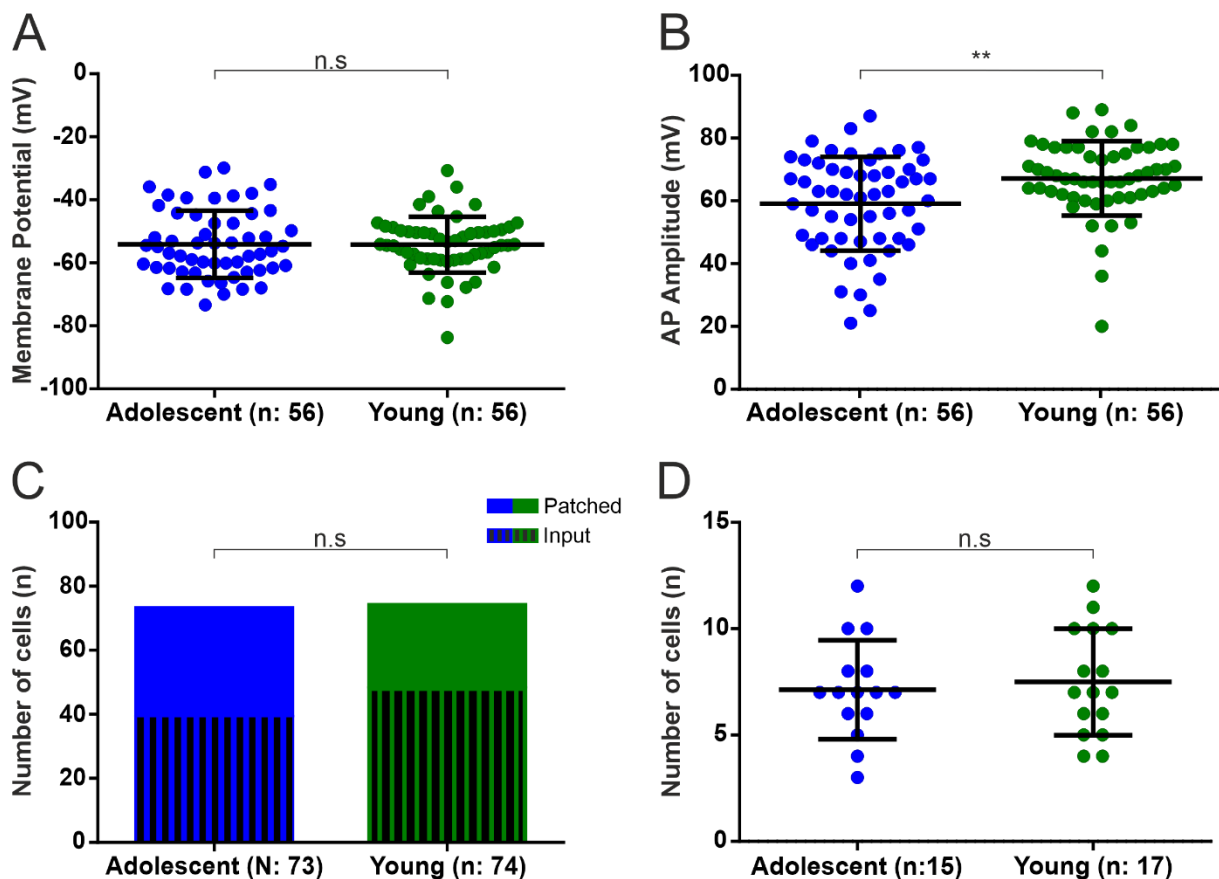 A
n.s
Membrane Potential (mV)
0
-20
-40
-60
-80
-100
Adolescent (n: 56)
Young (n: 56)
B
**
AP Amplitude (mV)
100
80
60
40
20
0
Adolescent (n: 56)
Young (n: 56)
C
Patched
Input
n.s
Number of cells (n)
100
80
60
40
20
0
Adolescent (N: 73)
Young (n: 74)
D
n.s
Number of cells (n)
15
10
5
0
Adolescent (n:15)
Young (n: 17)